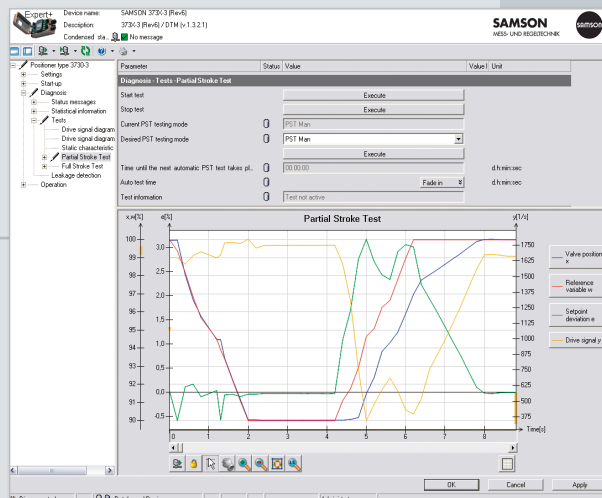 Expert+
Device name: SAMSON 373X-3 (Rev6)
Description: 373X-3 (Rev6) / DTM (v.1.3.2.1)
Condensed sta.. No message
SAMSON
MESS- UND REGELTECHNIK
samson
Positioner type 3730-3
Settings
Start-up
Diagnosis
Status messages
Statistical information
Tests
Drive signal diagram
Drive signal diagram
Static characteristic
Partial Stroke Test
Full Stroke Test
Leakage detection
Operation
Parameter Status Value Value I Unit
Diagnosis - Tests - Partial Stroke Test
Start test Execute
Stop test Execute
Current PST testing mode PST Man
Desired PST testing mode PST Man
Execute
Time until the next automatic PST test takes pl.. 00:00:00 d.h:min:sec
Auto test time Fade in d.h:min:sec
Test information Test not active
x,w[%] e[%] Partial Stroke Test y[1/s]
100 3,0 1750
99 1625
98 2,5 1500
97 2,0 1375
96 1250
95 1,5 1125
94 1,0 1000
93 875
92 0,5 750
91 0,0 625
90 -0,5 500
375
0 1 2 3 4 5 6 7 8 Time[s]
Valve position x
Reference variable w
Setpoint deviation e
Drive signal y
OK Cancel Apply